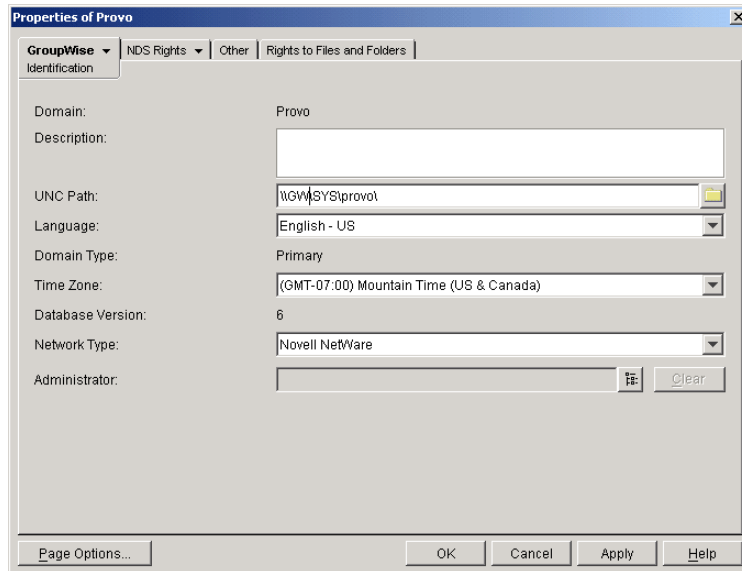 Properties of Provo
GroupWise NDS Rights Other Rights to Files and Folders
Identification
Domain: Provo
Description:
UNC Path: \\GW\SYS\provo\
Language: English - US
Domain Type: Primary
Time Zone: (GMT-07:00) Mountain Time (US & Canada)
Database Version: 6
Network Type: Novell NetWare
Administrator: Clear
Page Options... OK Cancel Apply Help